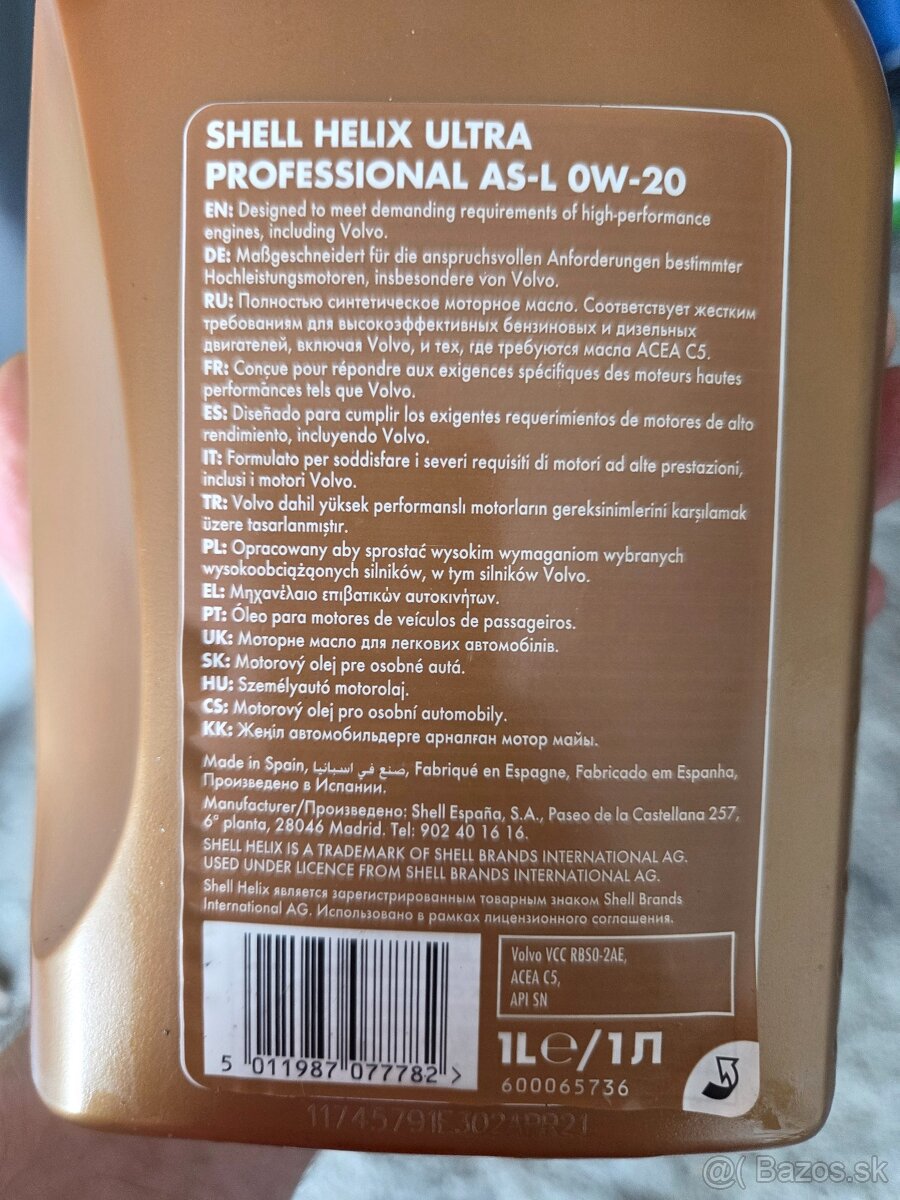 SHELL HELIX ULTRA
PROFESSIONAL AS-L 0W-20
EN: Designed to meet demanding requirements of high-performance
engines, including Volvo.
DE: Maßgeschneidert für die anspruchsvollen Anforderungen bestimmter
Hochleistungsmotoren, insbesondere von Volvo.
RU: Полностью синтетическое моторное масло. Соответствует жестким
требованиям для высокоэффективных бензиновых и дизельных
двигателей, включая Volvo, и тех, где требуются масла ACEA C5.
FR: Conçue pour répondre aux exigences spécifiques des moteurs hautes
performances tels que Volvo.
ES: Diseñado para cumplir los exigentes requerimientos de motores de alto
rendimiento, incluyendo Volvo.
IT: Formulato per soddisfare i severi requisiti di motori ad alte prestazioni,
inclusi i motori Volvo.
TR: Volvo dahil yüksek performanslı motorların gereksinimlerini karşılamak
üzere tasarlanmıştır.
PL: Opracowany aby sprostać wysokim wymaganiom wybranych
wysokoobciążąonych silników, w tym silników Volvo.
EL: Μηχανέλαιο επιβατικών αυτοκινήτων.
PT: Óleo para motores de veículos de passageiros.
UK: Моторне масло для легкових автомобілів.
SK: Motorový olej pre osobné autá.
HU: Személyautó motorolaj.
CS: Motorový olej pro osobní automobily.
KK: Жеңіл автомобильдерге арналған мотор майы.
Made in Spain, صنع في اسبانيا, Fabriqué en Espagne, Fabricado em Espanha,
Произведено в Испании.
Manufacturer/Произведено: Shell España, S.A., Paseo de la Castellana 257,
6ª planta, 28046 Madrid. Tel: 902 40 16 16.
SHELL HELIX IS A TRADEMARK OF SHELL BRANDS INTERNATIONAL AG.
USED UNDER LICENCE FROM SHELL BRANDS INTERNATIONAL AG.
Shell Helix является зарегистрированным товарным знаком Shell Brands
International AG. Использовано в рамках лицензионного соглашения.
Volvo VCC RBS0-2AE,
ACEA C5,
API SN
5 011987 077782 >
1L℮/1Л
600065736
11745791E302APR21
@( Bazos.sk